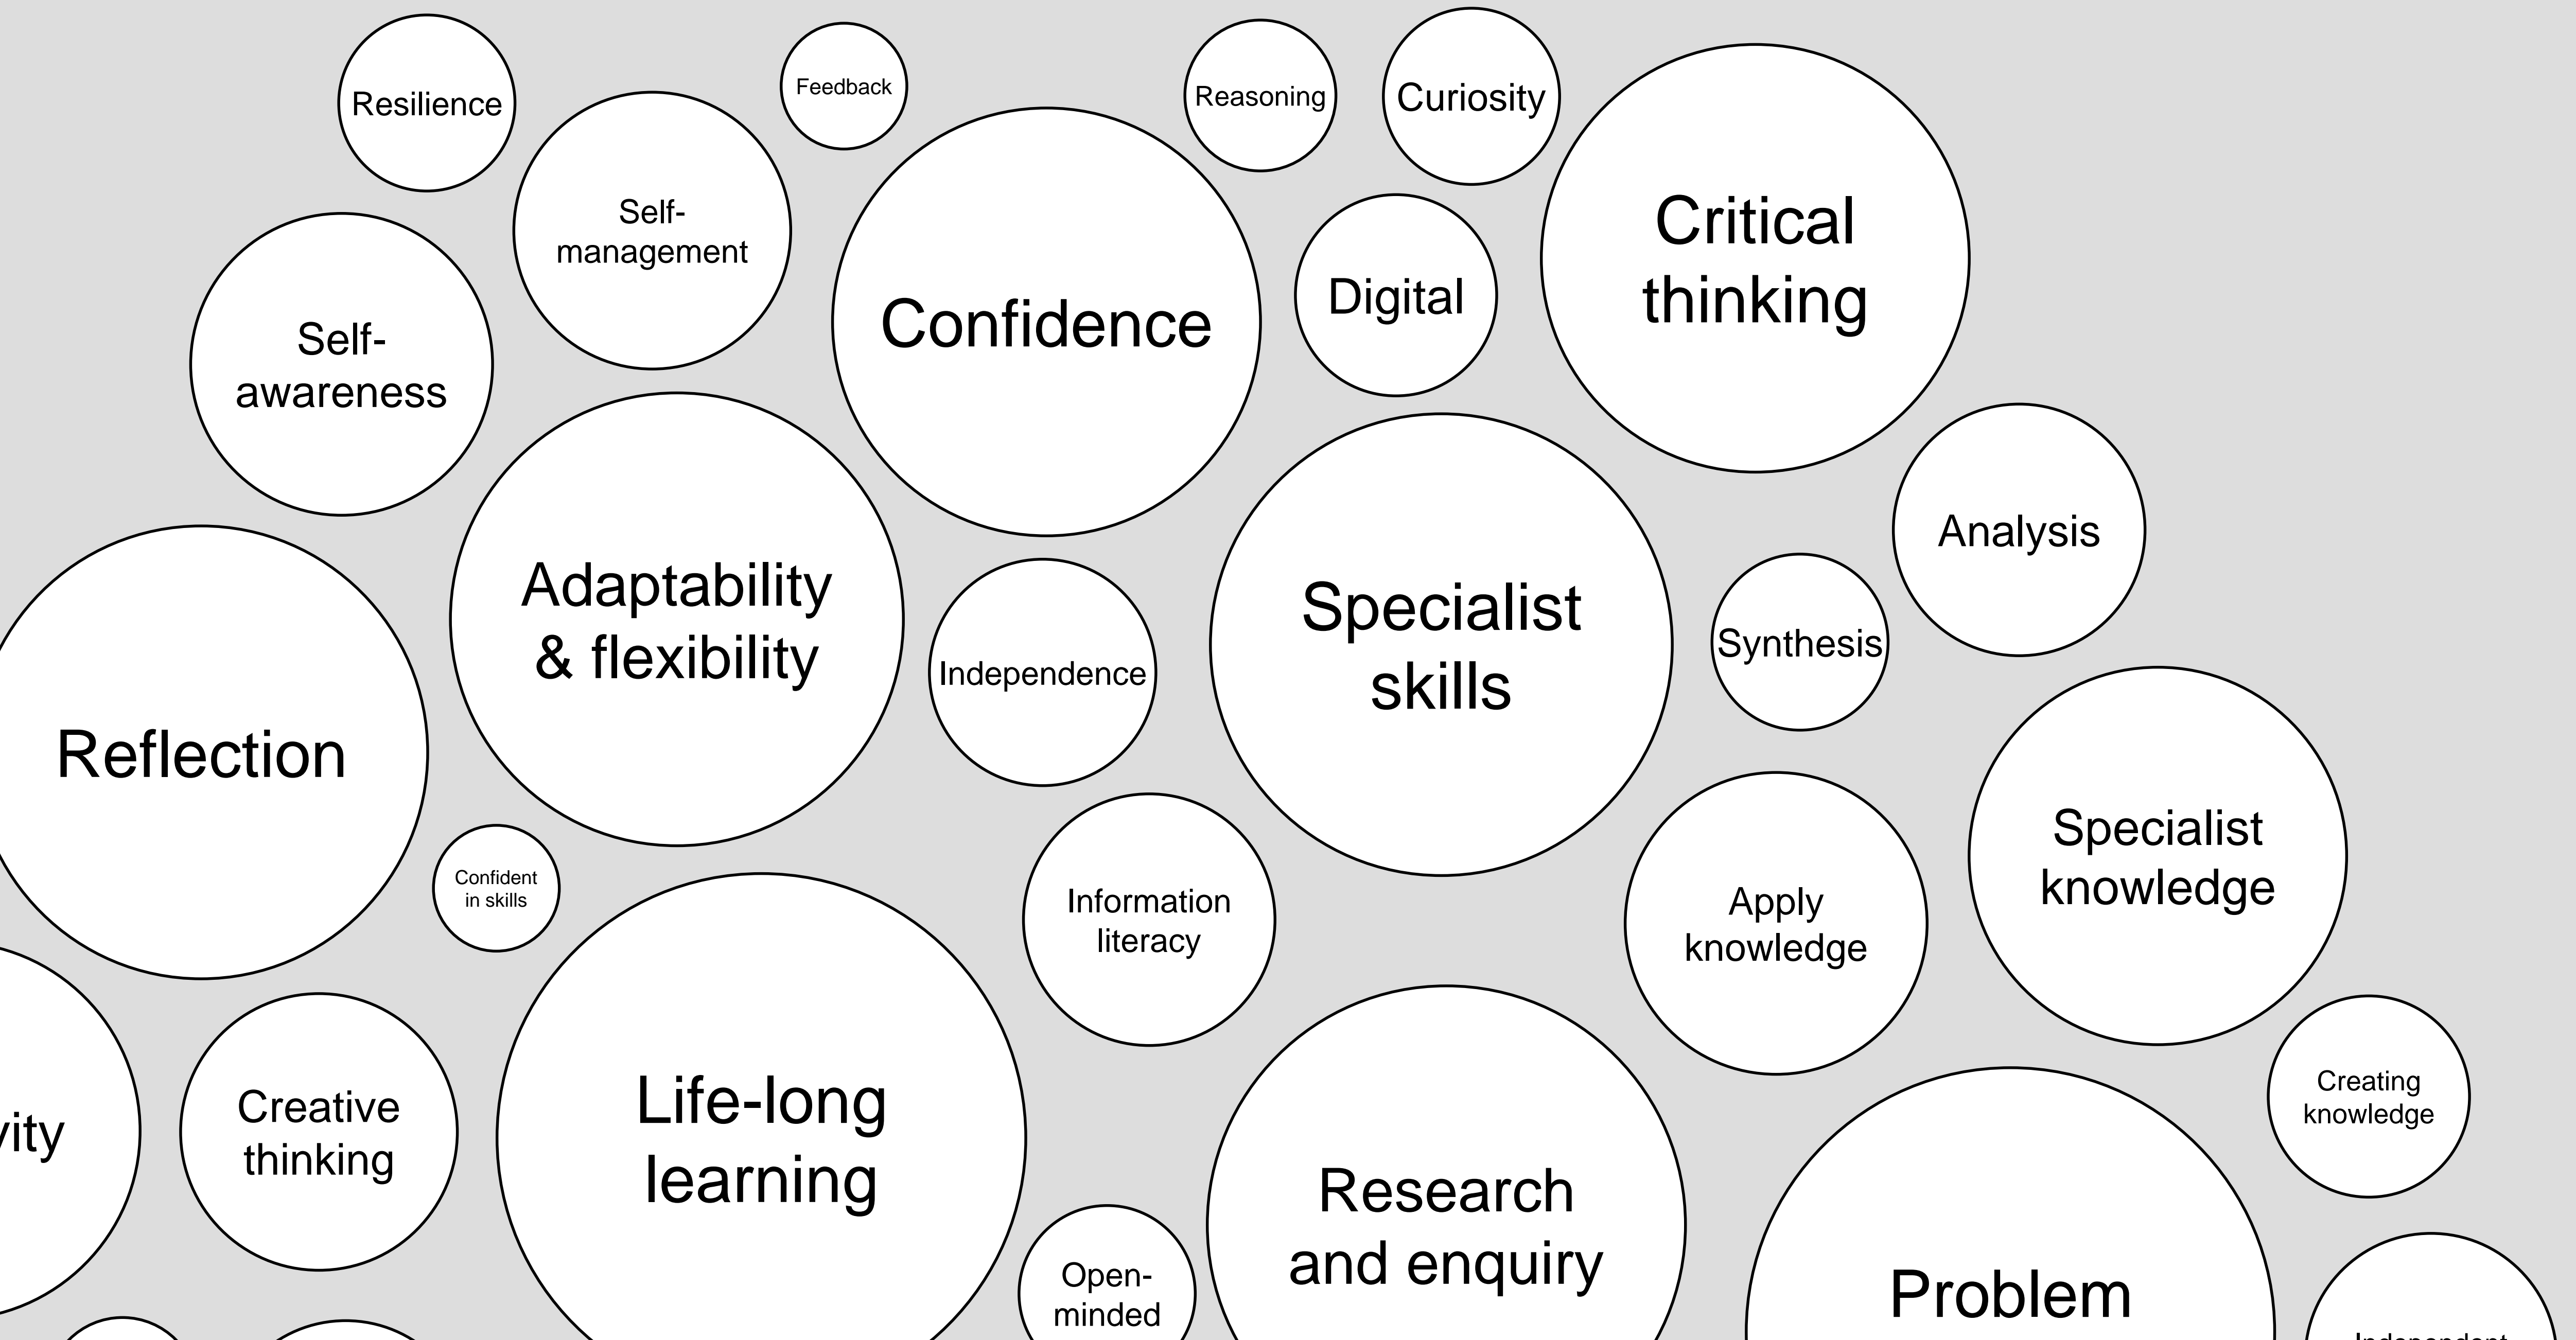 Resilience
Feedback
Reasoning
Curiosity
Self-
management
Critical
thinking
Confidence
Digital
Self-
awareness
Analysis
Adaptability
& flexibility
Specialist
skills
Synthesis
Independence
Reflection
Specialist
knowledge
Confident
in skills
Information
literacy
Apply
knowledge
Creating
knowledge
Creative
thinking
vity
Life-long
learning
Research
and enquiry
Open-
minded
Problem